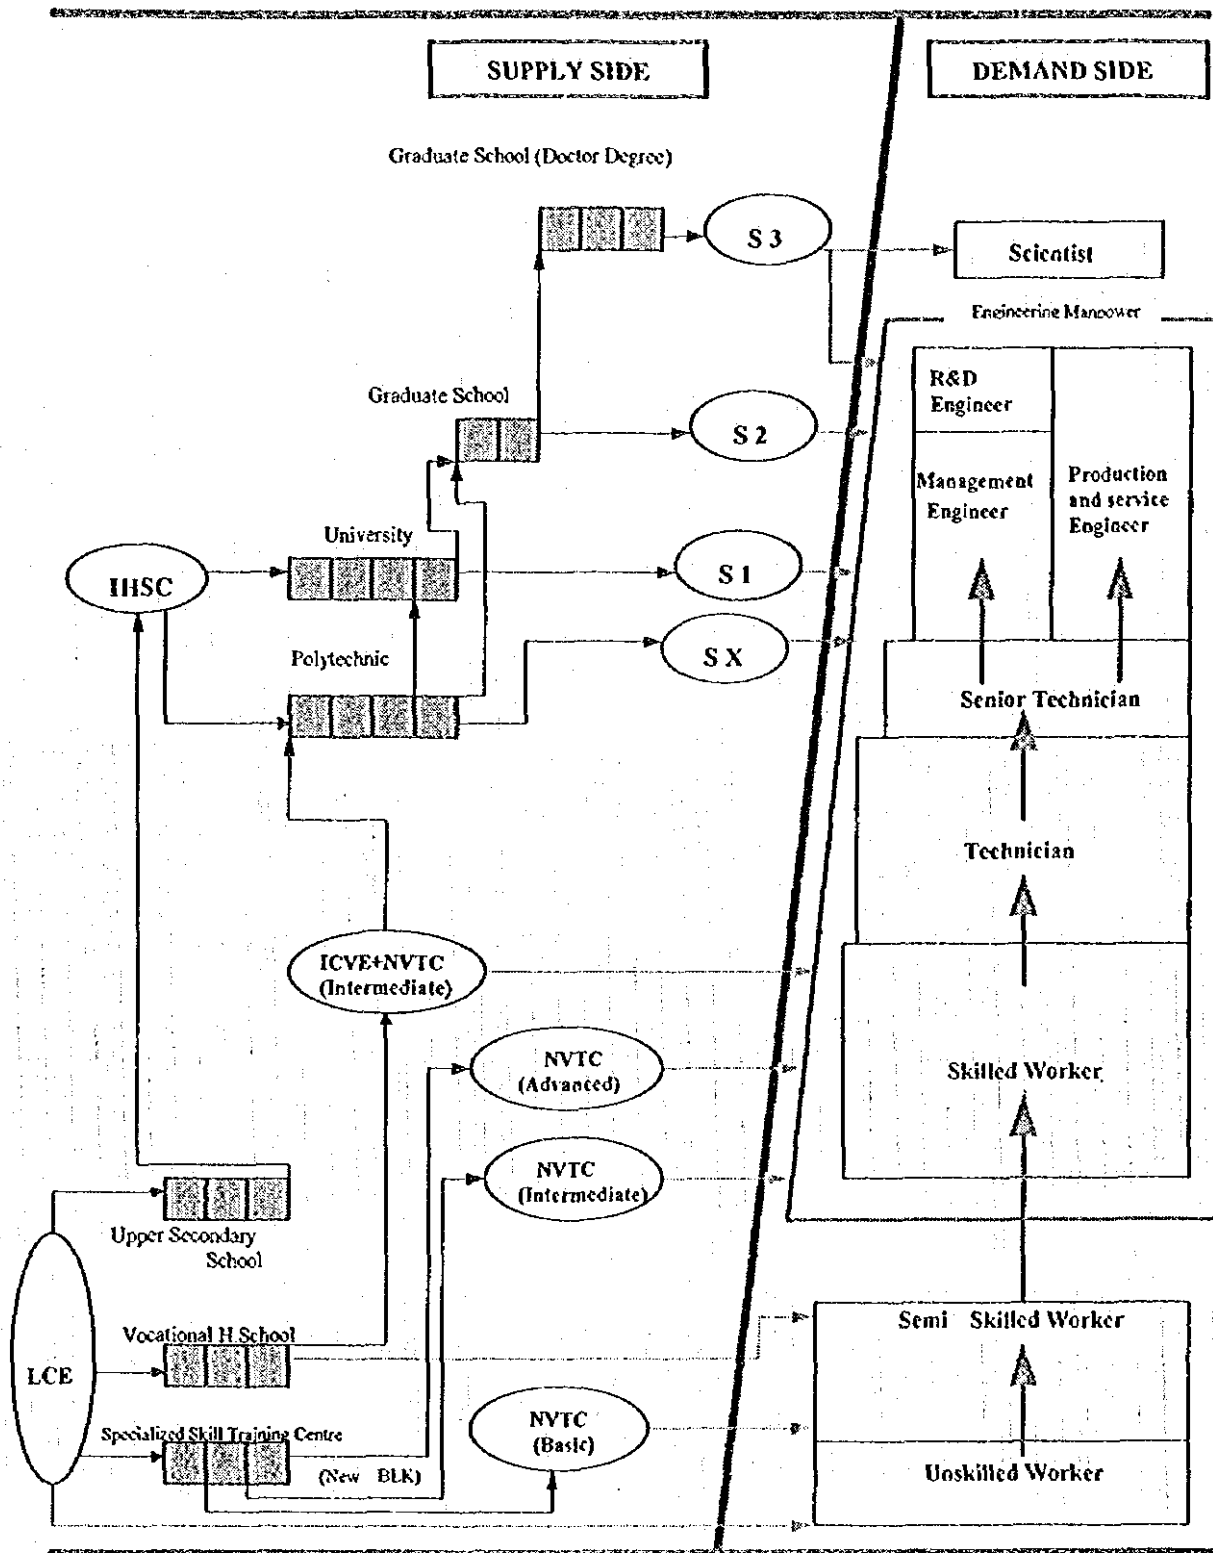 SUPPLY SIDE
DEMAND SIDE
Graduate School (Doctor Degree)
S 3
Scientist
Engineering Manpower
R&D
Engineer
Graduate School
S 2
Management
Engineer
Production
and service
Engineer
University
IHSC
S 1
Polytechnic
S X
Senior Technician
Technician
ICVE+NVTC
(Intermediate)
NVTC
(Advanced)
Skilled Worker
NVTC
(Intermediate)
Upper Secondary
School
Vocational H.School
Semi Skilled Worker
LCE
Specialized Skill Training Centre
(New BLK)
NVTC
(Basic)
Unskilled Worker